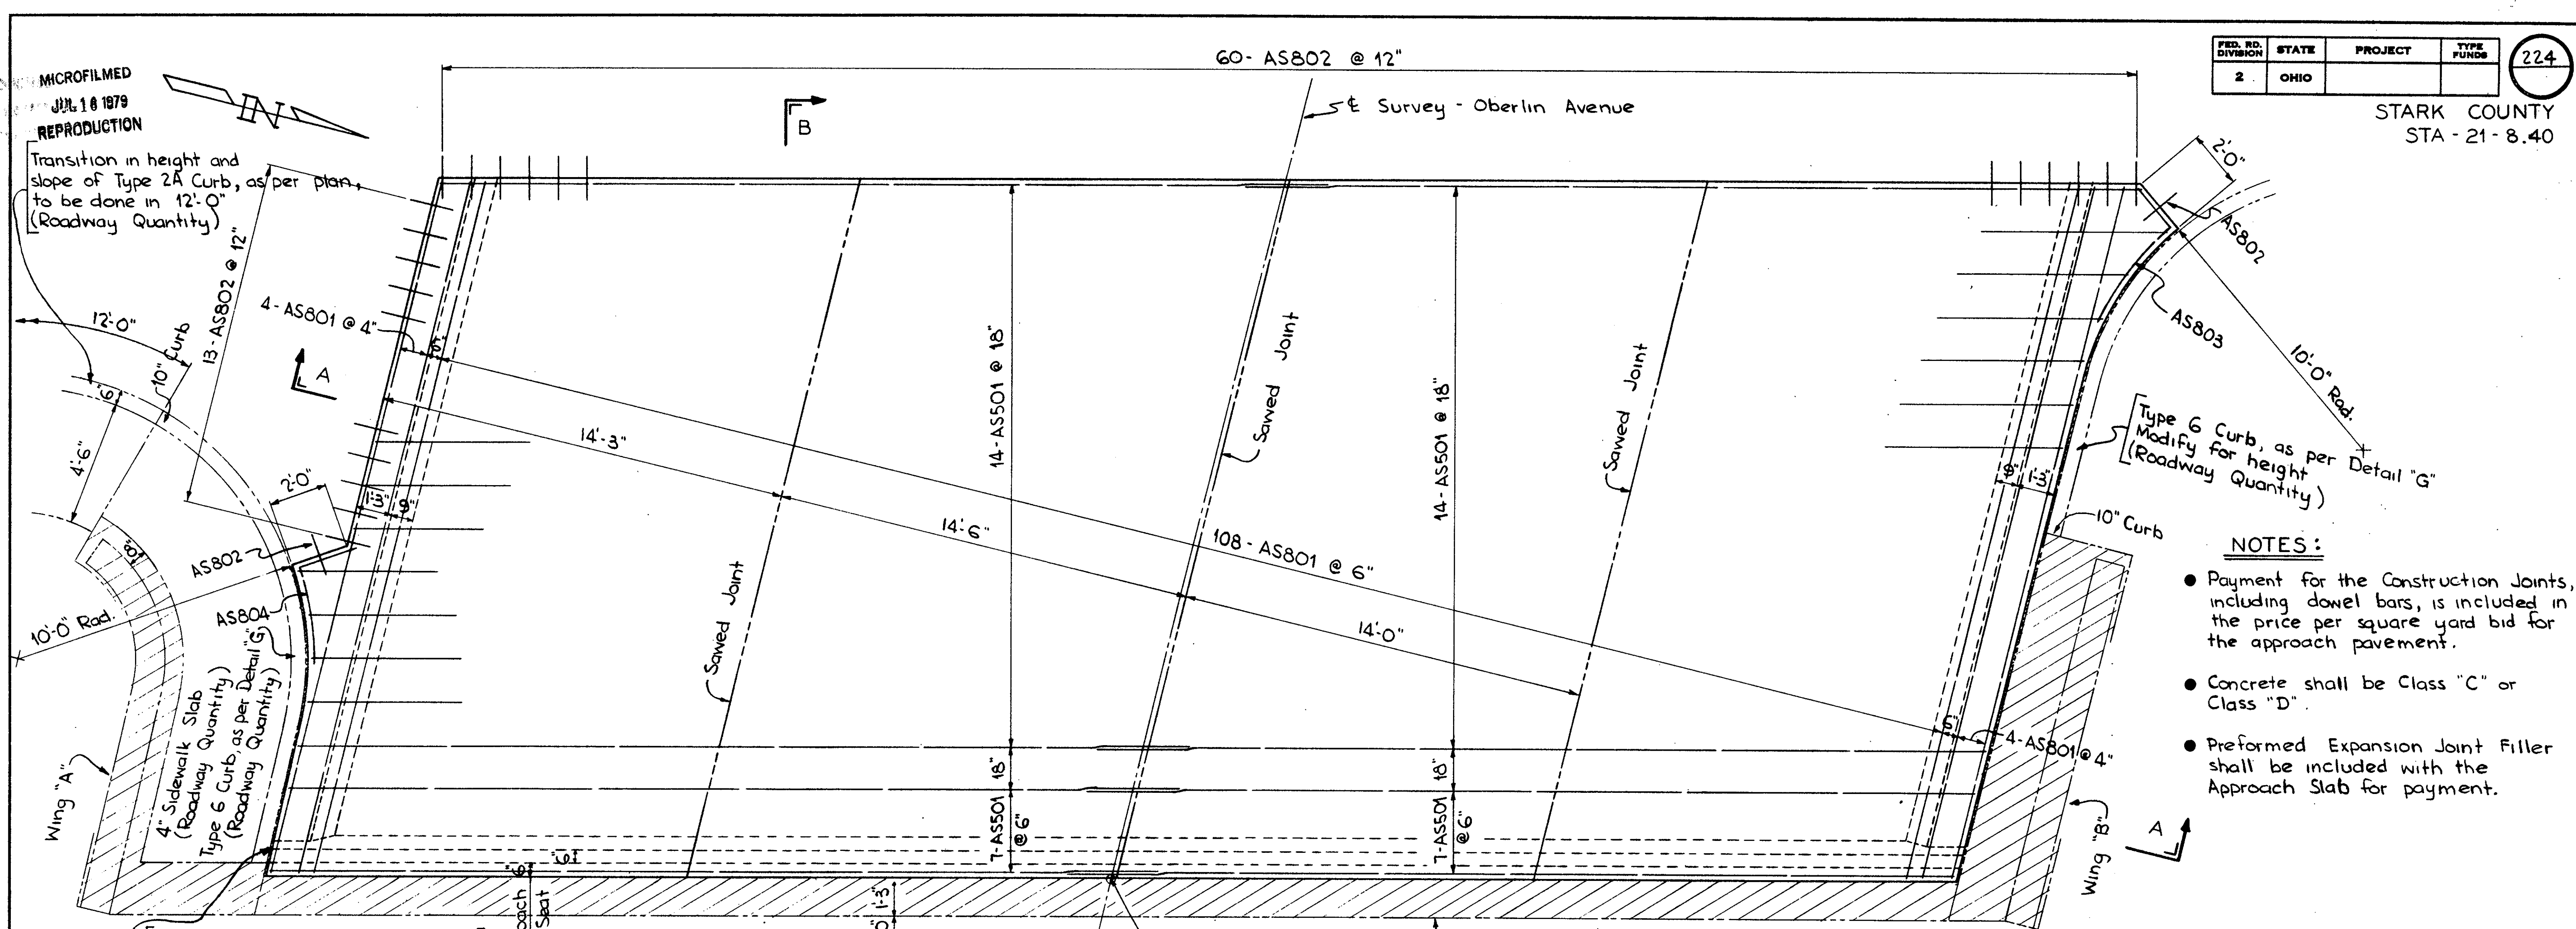 MICROFILMED
JUL 18 1979
REPRODUCTION
N
60- AS802 @ 12"
B
℄ Survey - Oberlin Avenue
FED. RD. DIVISION
STATE
PROJECT
TYPE FUNDS
2
OHIO
224
STARK COUNTY
STA - 21 - 8.40
Transition in height and
slope of Type 2A Curb, as per plan,
to be done in 12'-0"
(Roadway Quantity)
13-AS802 @ 12"
12'-0"
10" Curb
6"
4'-6"
4-AS801 @ 4"
A
14'-3"
14'-6"
108-AS801 @ 6"
14'-0"
2'-0"
1'-3"
9"
AS802
AS804
10'-0" Rad.
8"
4" Sidewalk Slab
(Roadway Quantity)
Type 6 Curb, as per Detail "G"
(Roadway Quantity)
Wing "A"
Sawed Joint
14-AS501 @ 18"
18"
7-AS501
@ 6"
Sawed Joint
14-AS501 @ 18"
18"
7-AS501
@ 6"
Sawed Joint
6"
6"
Seat
1'-3"
2'-0"
AS802
AS803
10'-0" Rad.
Type 6 Curb, as per Detail "G"
Modify for height
(Roadway Quantity)
9"
1'-3"
10" Curb
6"
4-AS801 @ 4"
Wing "B"
A
NOTES:
● Payment for the Construction Joints,
including dowel bars, is included in
the price per square yard bid for
the approach pavement.
● Concrete shall be Class "C" or
Class "D".
● Preformed Expansion Joint Filler
shall be included with the
Approach Slab for payment.